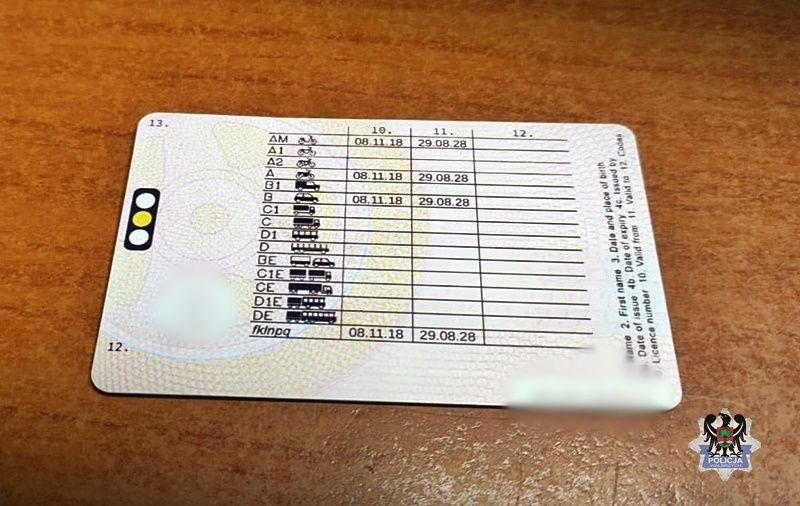 13.
10. 11. 12.
AM 08.11.18 29.08.28
A1
A2
A 08.11.18 29.08.28
B1
B 08.11.18 29.08.28
C1
C
D1
D
BE
C1E
CE
D1E
DE
fklnpq 08.11.18 29.08.28
12.
2. First name 3. Date and place of birth
Date of issue 4b. Date of expiry 4c. Issued by
Licence number 10. Valid from 11. Valid to 12. Codes
POLICJA
WAŁBRZYCH